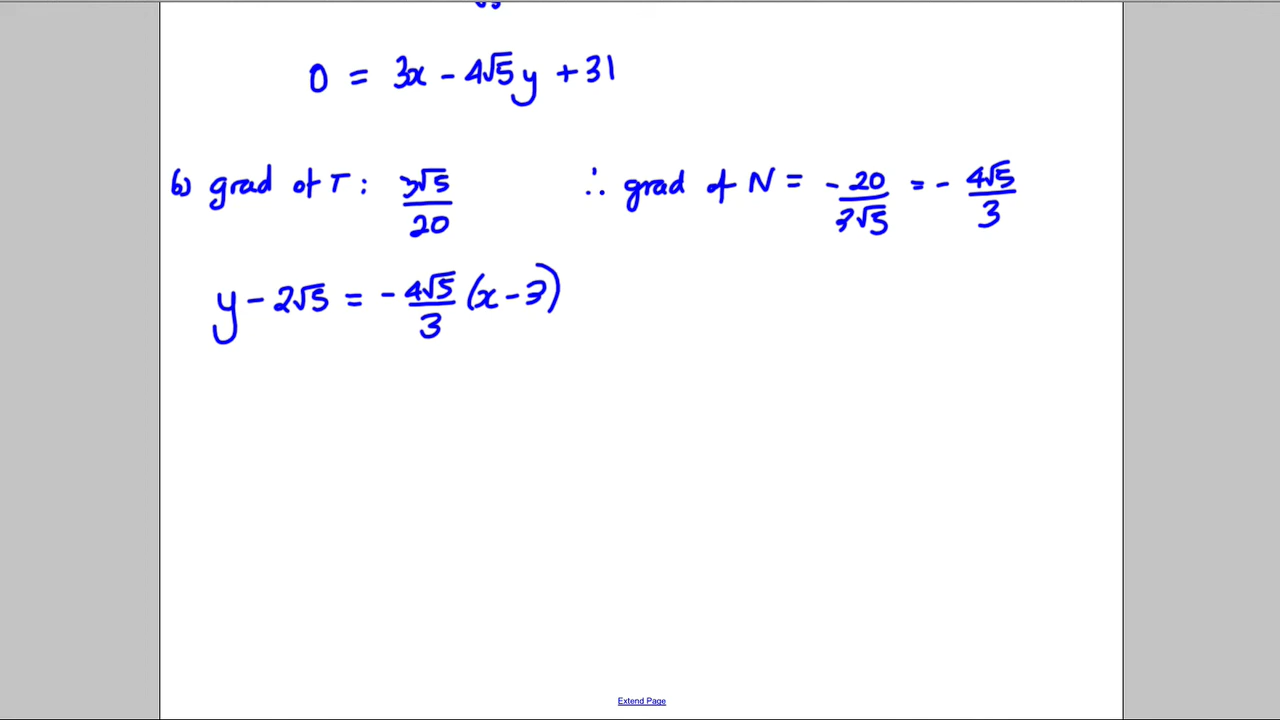 0 = 3x - 4√5y + 31
b) grad of T: 3√5/20 ∴ grad of N = - 20/3√5 = - 4√5/3
y - 2√5 = - 4√5/3 (x - 3)
Extend Page